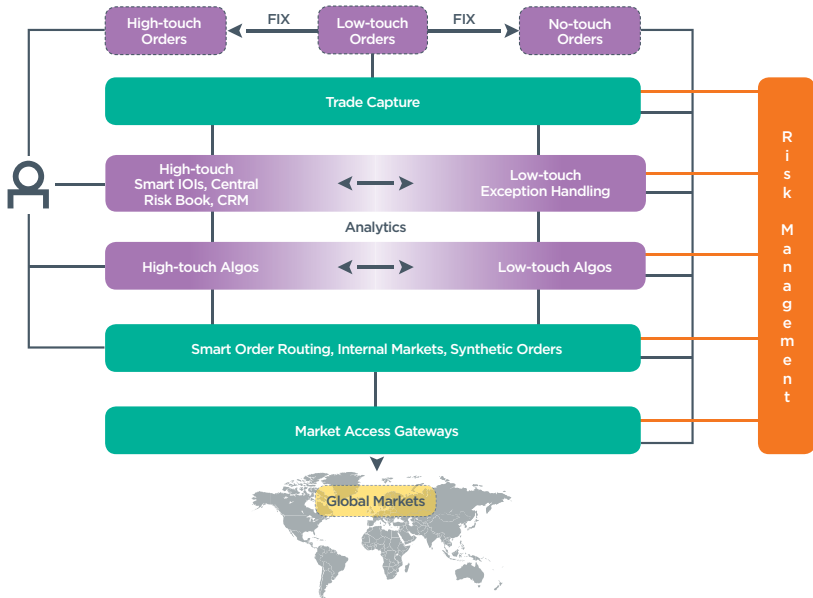 High-touch
Orders
FIX
Low-touch
Orders
FIX
No-touch
Orders
Trade Capture
High-touch
Smart IOIs, Central
Risk Book, CRM
Low-touch
Exception Handling
Analytics
High-touch Algos
Low-touch Algos
Smart Order Routing, Internal Markets, Synthetic Orders
Market Access Gateways
Global Markets
Risk Management